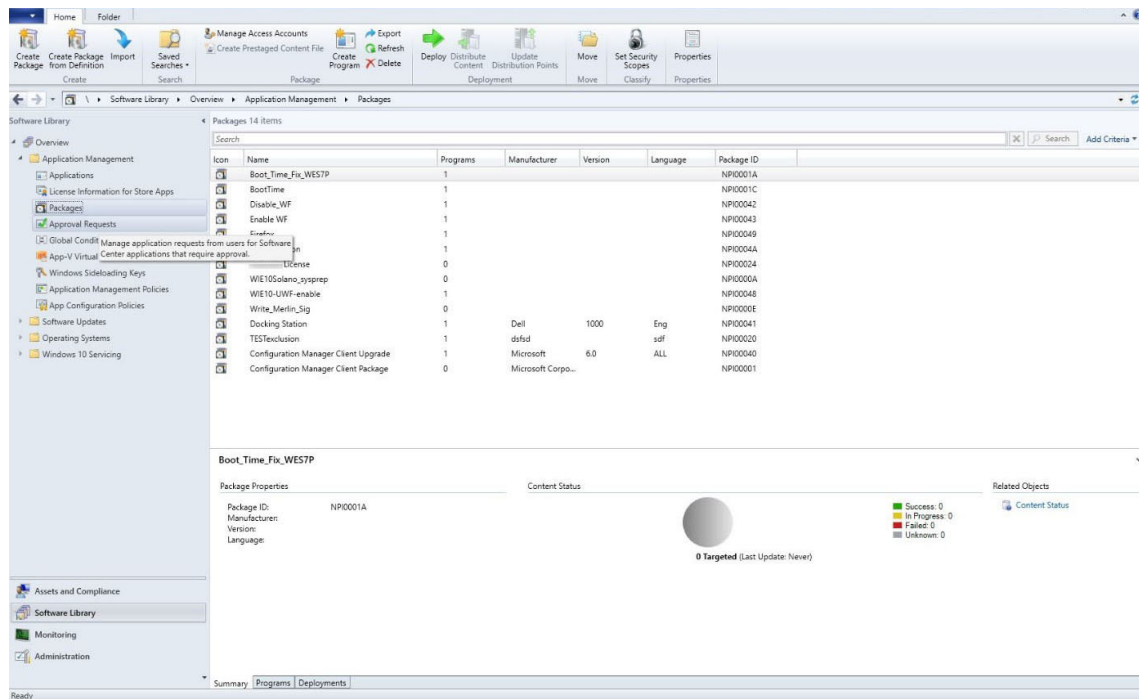 Home Folder
Create Package
Create Package from Definition
Import
Saved Searches
Manage Access Accounts
Create Prestaged Content File
Create Program
Export
Refresh
Delete
Deploy
Distribute Content
Update Distribution Points
Move
Set Security Scopes
Properties
Create Search Package Deployment Move Classify Properties
\ Software Library Overview Application Management Packages
Software Library
Overview
Application Management
Applications
License Information for Store Apps
Packages
Approval Requests
Global Condit
App-V Virtual
Windows Sideloading Keys
Application Management Policies
App Configuration Policies
Software Updates
Operating Systems
Windows 10 Servicing
Manage application requests from users for Software
Center applications that require approval.
Packages 14 items
Search Search Add Criteria
Icon Name Programs Manufacturer Version Language Package ID
Boot_Time_Fix_WES7P 1 NPI0001A
BootTime 1 NPI0001C
Disable_WF 1 NPI00042
Enable WF 1 NPI00043
Firefox 1 NPI00049
on 1 NPI0004A
License 0 NPI00024
WIE10Solano_sysprep 0 NPI0000A
WIE10-UWF-enable 1 NPI00048
Write_Merlin_Sig 0 NPI0000E
Docking Station 1 Dell 1000 Eng NPI00041
TESTexclusion 1 dsfsd sdf NPI00020
Configuration Manager Client Upgrade 1 Microsoft 6.0 ALL NPI00040
Configuration Manager Client Package 0 Microsoft Corpo... NPI00001
Boot_Time_Fix_WES7P
Package Properties
Package ID: NPI0001A
Manufacturer:
Version:
Language:
Content Status
0 Targeted (Last Update: Never)
Success: 0
In Progress: 0
Failed: 0
Unknown: 0
Related Objects
Content Status
Assets and Compliance
Software Library
Monitoring
Administration
Summary Programs Deployments
Ready